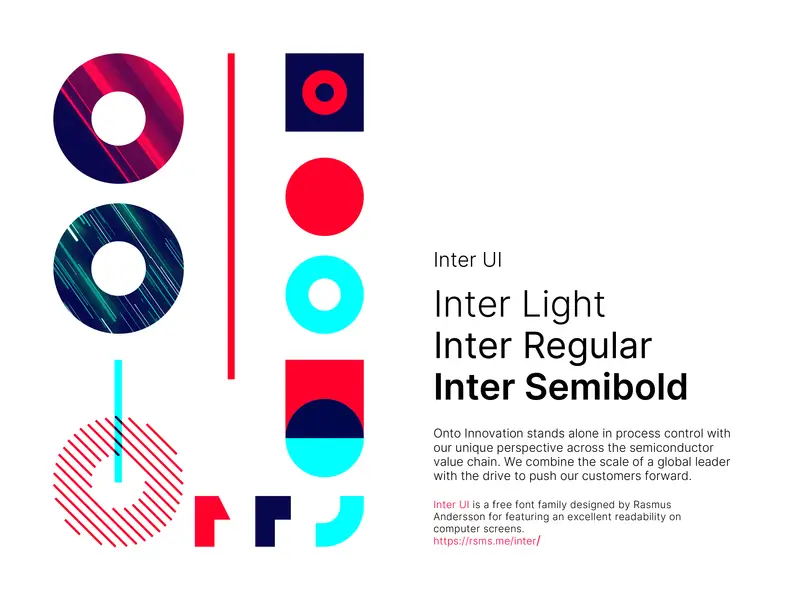 Inter UI
Inter Light
Inter Regular
Inter Semibold
Onto Innovation stands alone in process control with
our unique perspective across the semiconductor
value chain. We combine the scale of a global leader
with the drive to push our customers forward.
Inter UI is a free font family designed by Rasmus
Andersson for featuring an excellent readability on
computer screens.
https://rsms.me/inter/